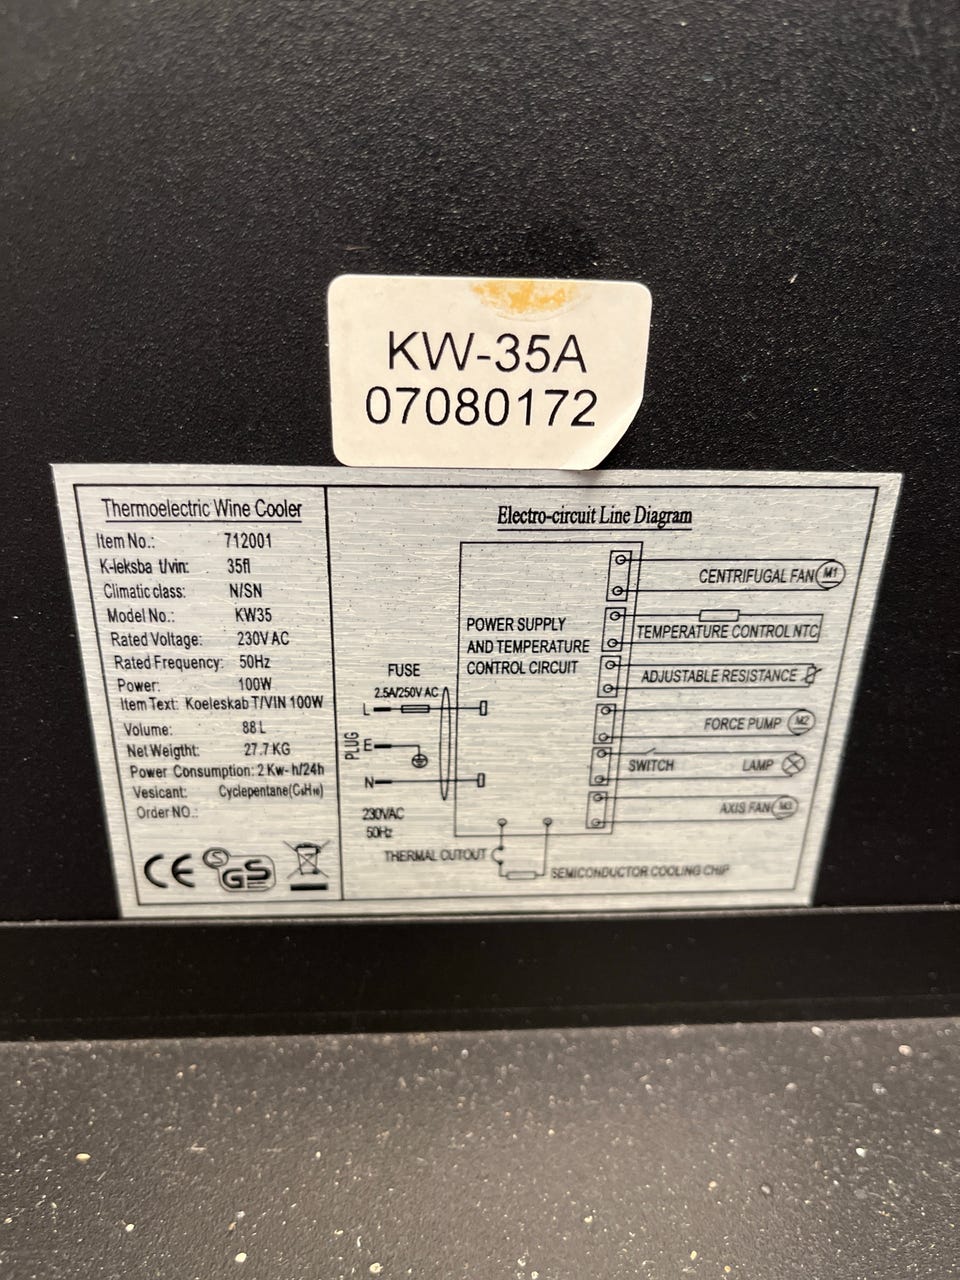 KW-35A
07080172
Thermoelectric Wine Cooler
Item No.: 712001
K-leksba t/vin: 35fl
Climatic class: N/SN
Model No.: KW35
Rated Voltage: 230V AC
Rated Frequency: 50Hz
Power: 100W
Item Text: Koeleskab T/VIN 100W
Volume: 88 L
Net Weigtht: 27.7 KG
Power Consumption: 2 Kw-h/24h
Vesicant: Cyclepentane(C₅H₁₀)
Order NO.:
CE
S
GS
Electro-circuit Line Diagram
CENTRIFUGAL FAN M1
POWER SUPPLY
AND TEMPERATURE
CONTROL CIRCUIT
TEMPERATURE CONTROL NTC
ADJUSTABLE RESISTANCE
FORCE PUMP M2
SWITCH LAMP
AXIS FAN M3
FUSE
2.5A/250V AC
L
PLUG
E
N
230VAC
50Hz
THERMAL CUTOUT
SEMICONDUCTOR COOLING CHIP